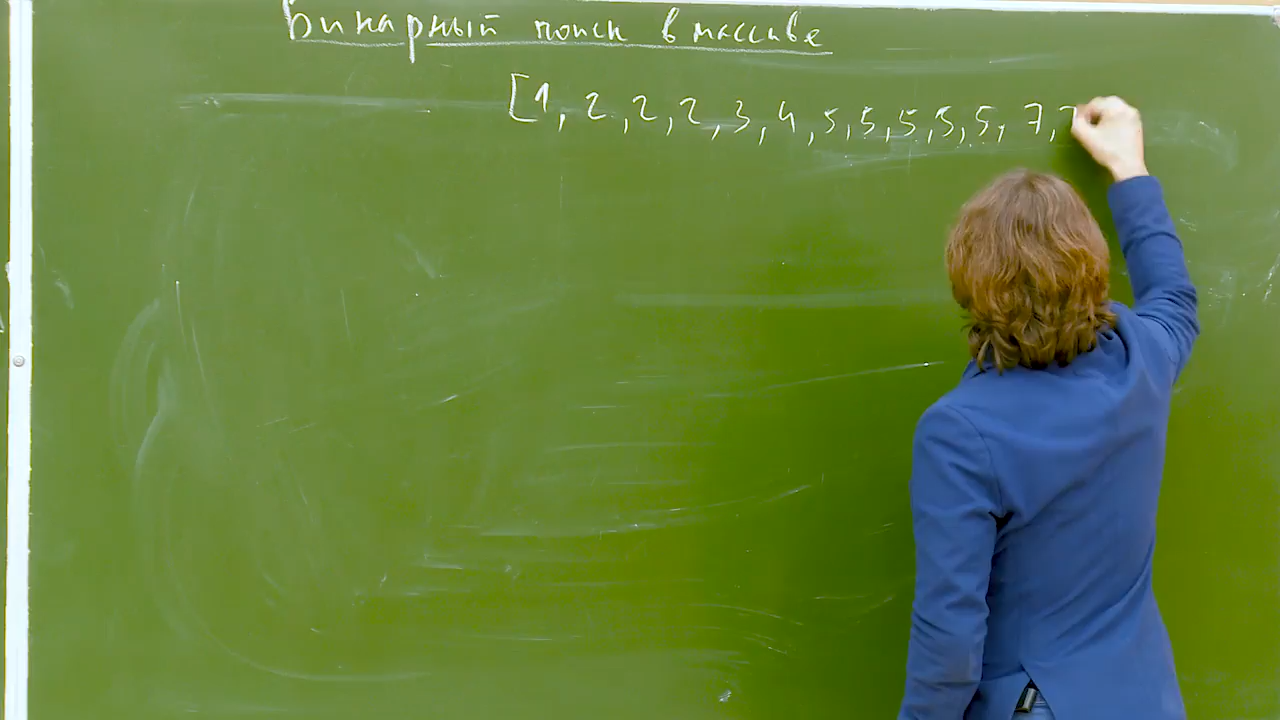 Бинарный поиск в массиве
[1, 2, 2, 2, 3, 4, 5, 5, 5, 5, 5, 7,